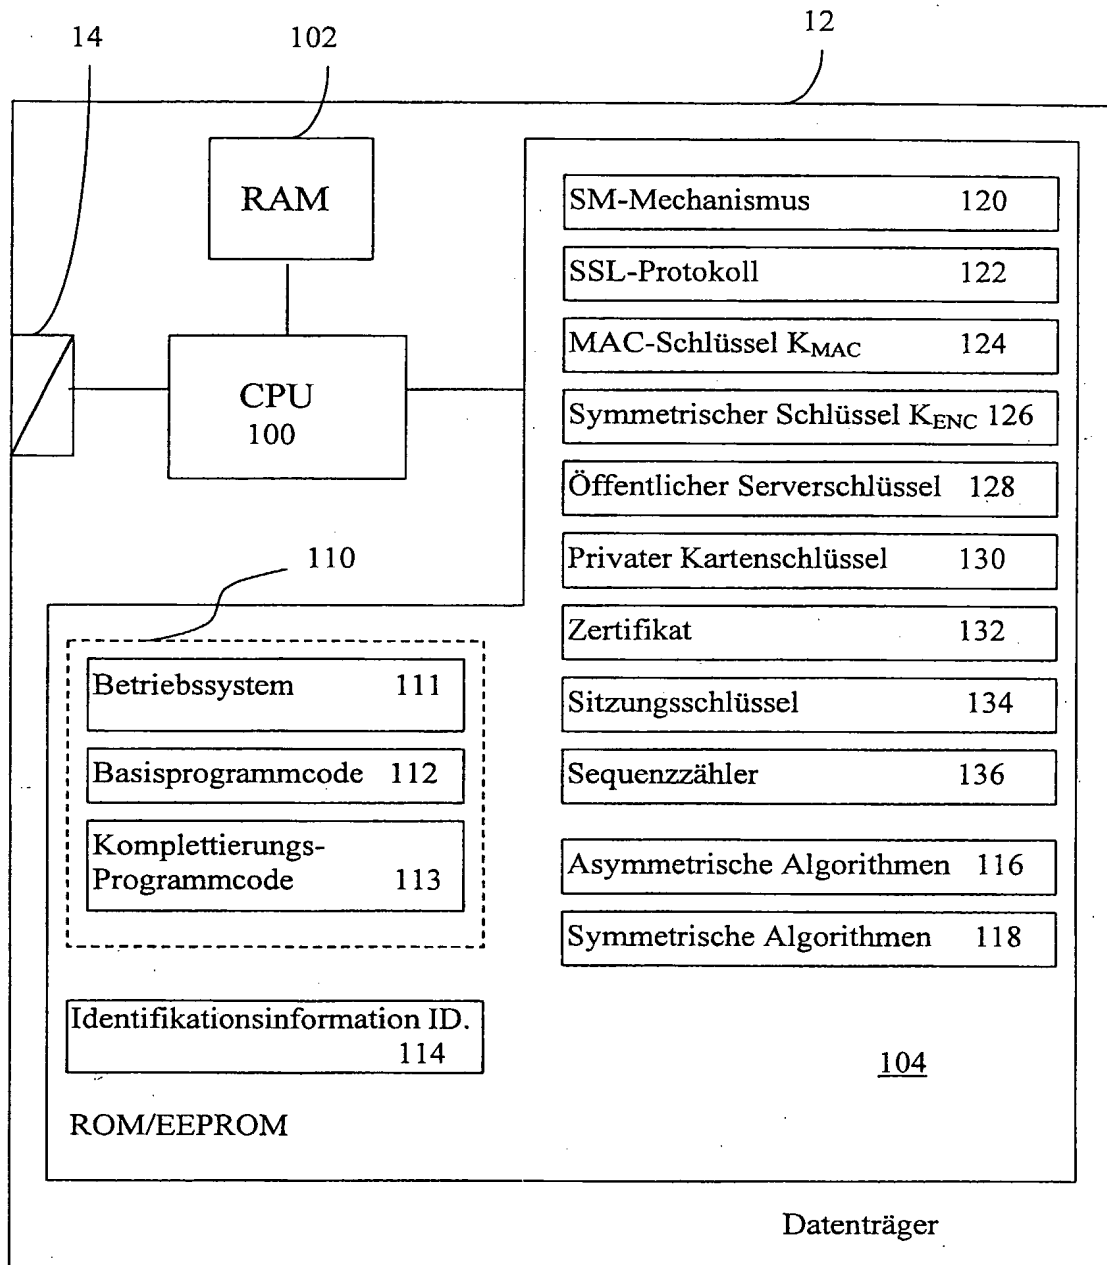 14
102
12
RAM
CPU
100
110
Betriebssystem 111
Basisprogrammcode 112
Komplettierungs-
Programmcode 113
Identifikationsinformation ID.
114
ROM/EEPROM
SM-Mechanismus 120
SSL-Protokoll 122
MAC-Schlüssel K_MAC 124
Symmetrischer Schlüssel K_ENC 126
Öffentlicher Serverschlüssel 128
Privater Kartenschlüssel 130
Zertifikat 132
Sitzungsschlüssel 134
Sequenzzähler 136
Asymmetrische Algorithmen 116
Symmetrische Algorithmen 118
104
Datenträger